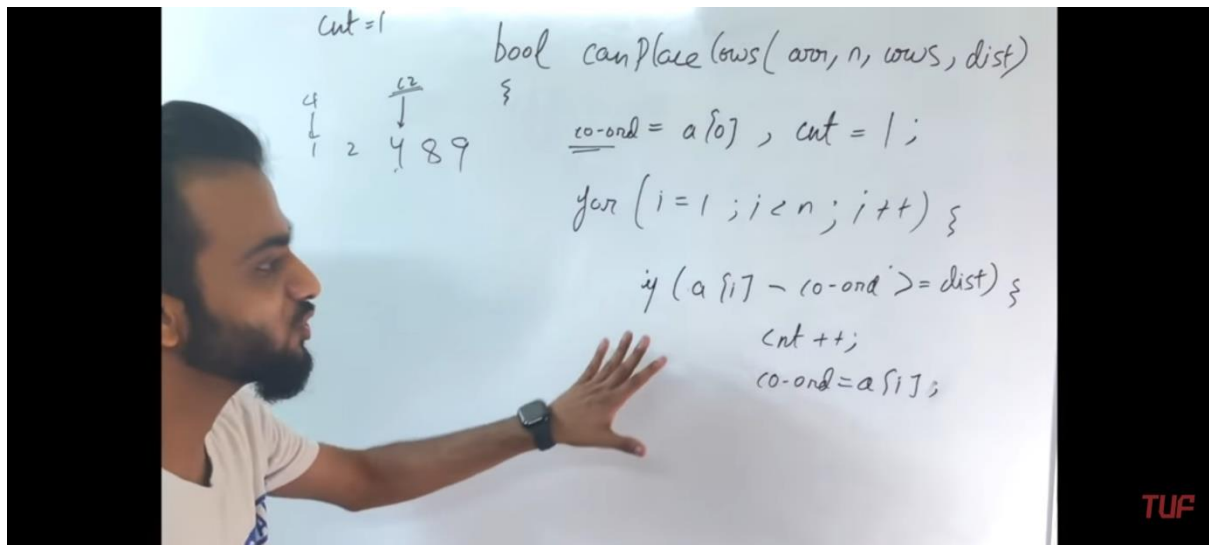 cnt = 1
bool canPlaceCows( arr, n, cows, dist)
{
c1
c2
1 2 4 8 9
co-ord = a[0] , cnt = 1 ;
for ( i = 1 ; i < n ; i ++ ) {
if ( a [i] - co-ord >= dist) {
cnt ++;
co-ord = a[i] ;
TUF